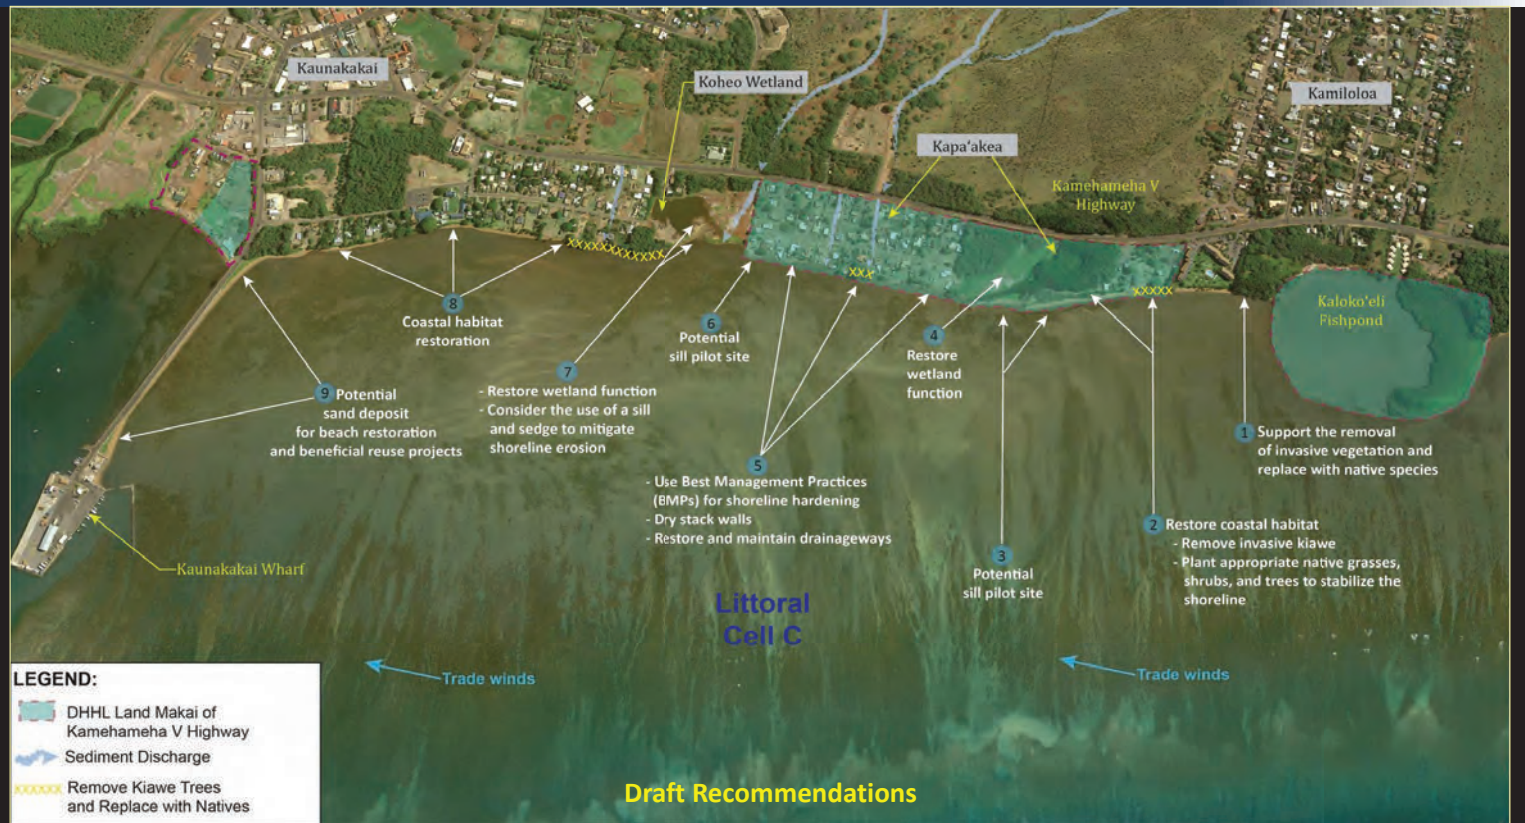 Kaunakakai
Koheo Wetland
Kapa'akea
Kamiloloa
Kamehameha V
Highway
Kaloko'eli
Fishpond
8
Coastal habitat
restoration
6
Potential
sill pilot site
4
Restore
wetland
function
7
- Restore wetland function
- Consider the use of a sill
and sedge to mitigate
shoreline erosion
9 Potential
sand deposit
for beach restoration
and beneficial reuse projects
1 Support the removal
of invasive vegetation and
replace with native species
5
- Use Best Management Practices
(BMPs) for shoreline hardening
- Dry stack walls
- Restore and maintain drainageways
2 Restore coastal habitat
- Remove invasive kiawe
- Plant appropriate native grasses,
shrubs, and trees to stabilize the
shoreline
3
Potential
sill pilot site
Kaunakakai Wharf
Littoral
Cell C
Trade winds
Trade winds
LEGEND:
DHHL Land Makai of
Kamehameha V Highway
Sediment Discharge
XXXXXX Remove Kiawe Trees
and Replace with Natives
Draft Recommendations
XXXXXXXXXXXX
XXX
XXXXX